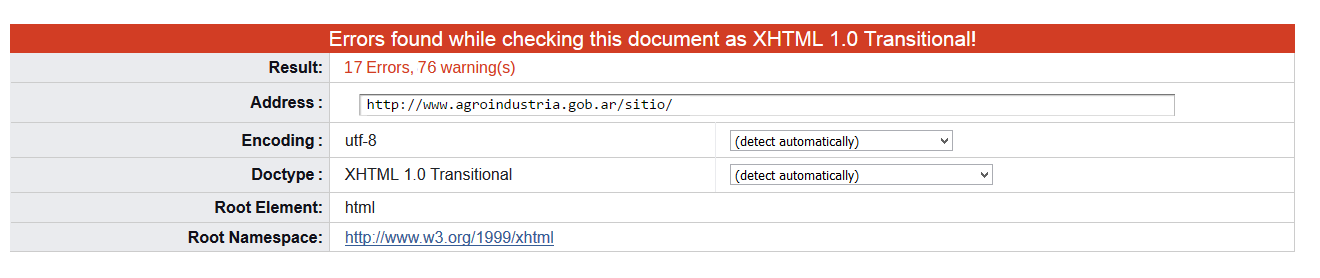 Errors found while checking this document as XHTML 1.0 Transitional!
Result: 17 Errors, 76 warning(s)
Address : http://www.agroindustria.gob.ar/sitio/
Encoding : utf-8 (detect automatically)
Doctype : XHTML 1.0 Transitional (detect automatically)
Root Element: html
Root Namespace: http://www.w3.org/1999/xhtml